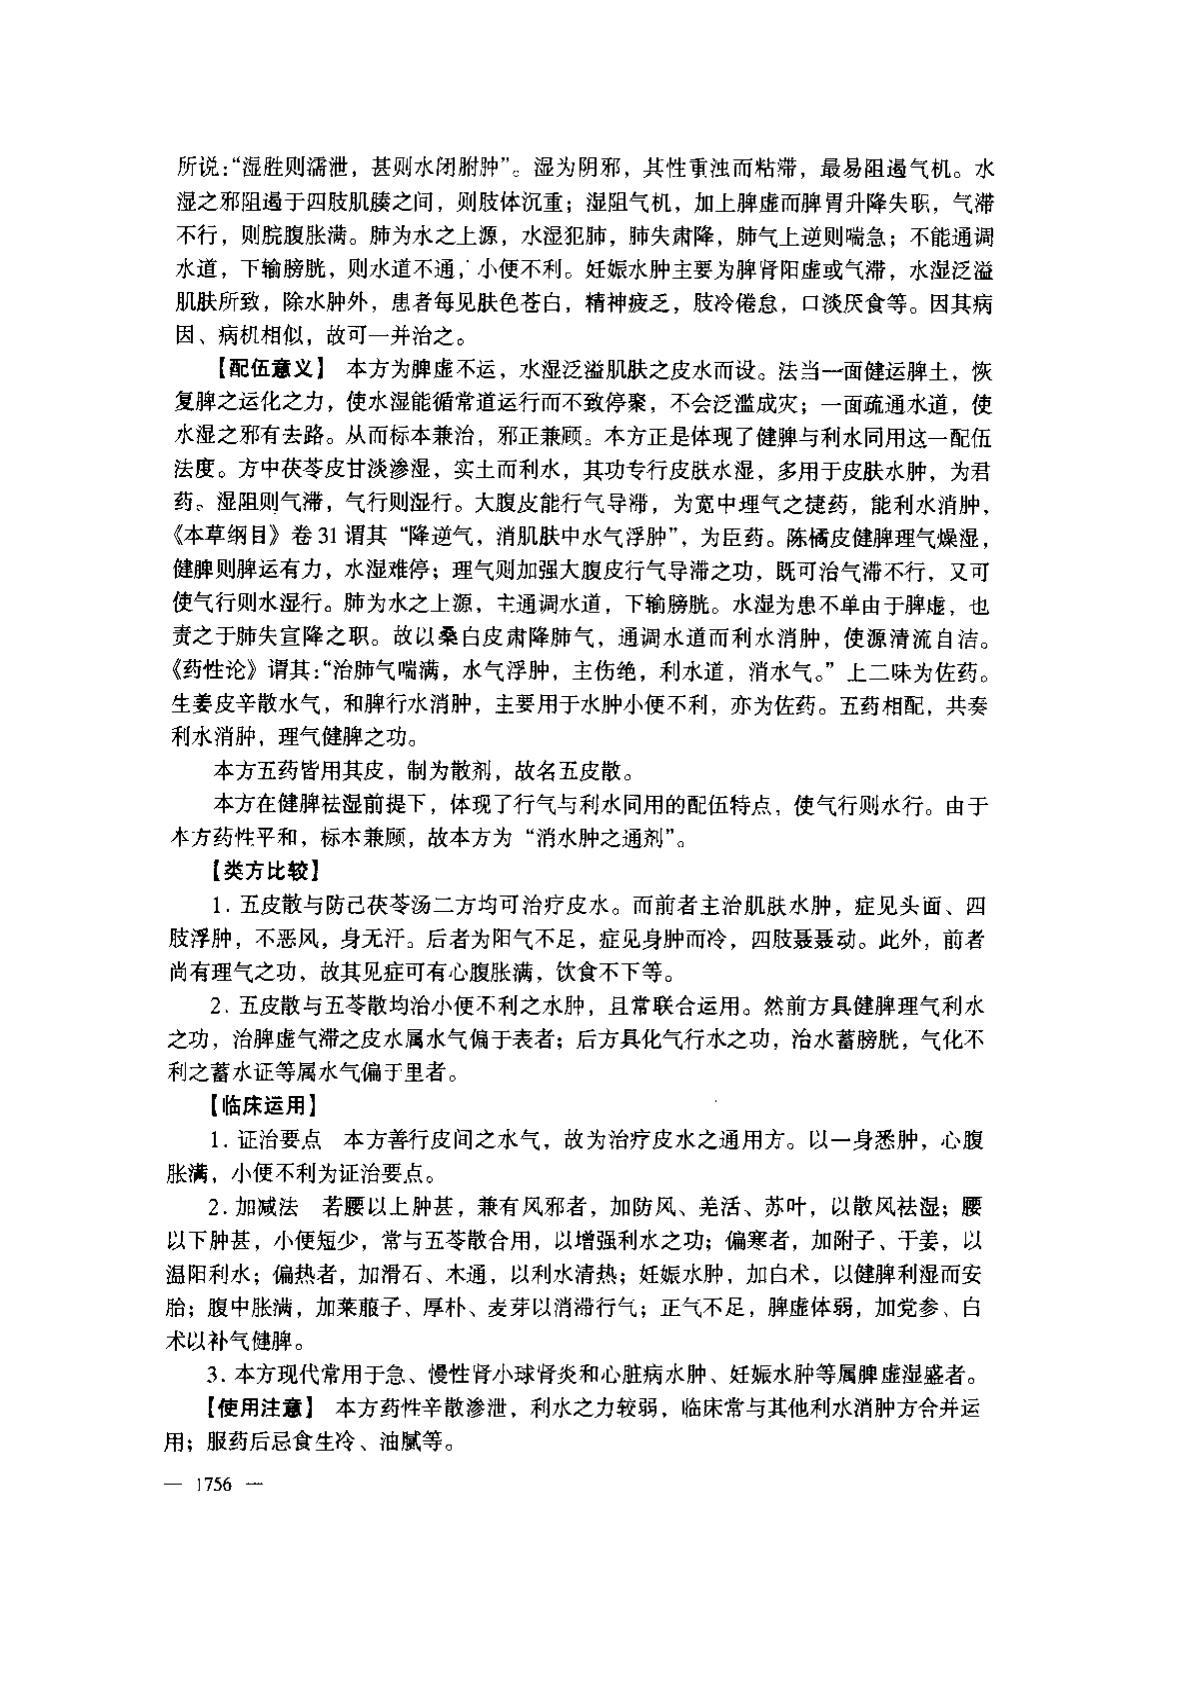 所说：“湿胜则濡泄，甚则水闭胕肿”。湿为阴邪，其性重浊而粘滞，最易阻遏气机。水
湿之邪阻遏于四肢肌腠之间，则肢体沉重；湿阻气机，加上脾虚而脾胃升降失职，气滞
不行，则脘腹胀满。肺为水之上源，水湿犯肺，肺失肃降，肺气上逆则喘急；不能通调
水道，下输膀胱，则水道不通，小便不利。妊娠水肿主要为脾肾阳虚或气滞，水湿泛溢
肌肤所致，除水肿外，患者每见肤色苍白，精神疲乏，肢冷倦怠，口淡厌食等。因其病
因、病机相似，故可一并治之。
【配伍意义】 本方为脾虚不运，水湿泛溢肌肤之皮水而设。法当一面健运脾土，恢
复脾之运化之力，使水湿能循常道运行而不致停聚，不会泛滥成灾；一面疏通水道，使
水湿之邪有去路。从而标本兼治，邪正兼顾。本方正是体现了健脾与利水同用这一配伍
法度。方中茯苓皮甘淡渗湿，实土而利水，其功专行皮肤水湿，多用于皮肤水肿，为君
药。湿阻则气滞，气行则湿行。大腹皮能行气导滞，为宽中理气之捷药，能利水消肿，
《本草纲目》卷 31 谓其“降逆气，消肌肤中水气浮肿”，为臣药。陈橘皮健脾理气燥湿，
健脾则脾运有力，水湿难停；理气则加强大腹皮行气导滞之功，既可治气滞不行，又可
使气行则水湿行。肺为水之上源，主通调水道，下输膀胱。水湿为患不单由于脾虚，也
责之于肺失宣降之职。故以桑白皮肃降肺气，通调水道而利水消肿，使源清流自洁。
《药性论》谓其：“治肺气喘满，水气浮肿，主伤绝，利水道，消水气。”上二味为佐药。
生姜皮辛散水气，和脾行水消肿，主要用于水肿小便不利，亦为佐药。五药相配，共奏
利水消肿，理气健脾之功。
本方五药皆用其皮，制为散剂，故名五皮散。
本方在健脾祛湿前提下，体现了行气与利水同用的配伍特点，使气行则水行。由于
本方药性平和，标本兼顾，故本方为“消水肿之通剂”。
【类方比较】
1. 五皮散与防己茯苓汤二方均可治疗皮水。而前者主治肌肤水肿，症见头面、四
肢浮肿，不恶风，身无汗。后者为阳气不足，症见身肿而冷，四肢聂聂动。此外，前者
尚有理气之功，故其见症可有心腹胀满，饮食不下等。
2. 五皮散与五苓散均治小便不利之水肿，且常联合运用。然前方具健脾理气利水
之功，治脾虚气滞之皮水属水气偏于表者；后方具化气行水之功，治水蓄膀胱，气化不
利之蓄水证等属水气偏于里者。
【临床运用】
1. 证治要点 本方善行皮间之水气，故为治疗皮水之通用方。以一身悉肿，心腹
胀满，小便不利为证治要点。
2. 加减法 若腰以上肿甚，兼有风邪者，加防风、羌活、苏叶，以散风祛湿；腰
以下肿甚，小便短少，常与五苓散合用，以增强利水之功；偏寒者，加附子、干姜，以
温阳利水；偏热者，加滑石、木通，以利水清热；妊娠水肿，加白术，以健脾利湿而安
胎；腹中胀满，加莱菔子、厚朴、麦芽以消滞行气；正气不足，脾虚体弱，加党参、白
术以补气健脾。
3. 本方现代常用于急、慢性肾小球肾炎和心脏病水肿、妊娠水肿等属脾虚湿盛者。
【使用注意】 本方药性辛散渗泄，利水之力较弱，临床常与其他利水消肿方合并运
用；服药后忌食生冷、油腻等。
— 1756 —